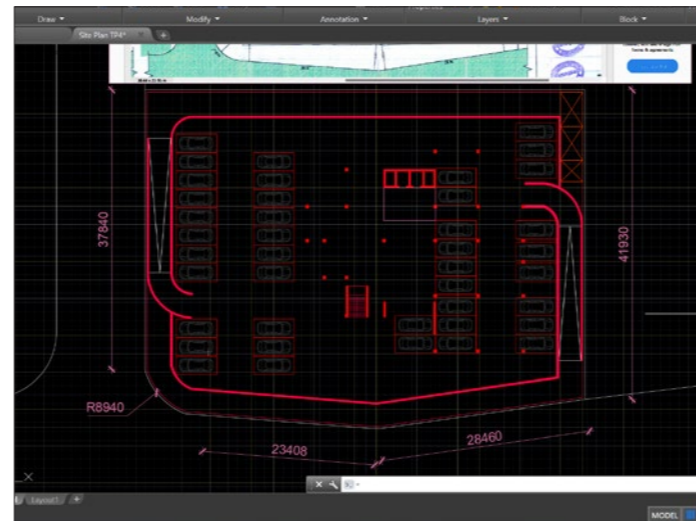 Draw
Modify
Annotation
Layers
Block
Site Plan TP4*
37840
41930
R8940
23408
28460
Layout1
MODEL